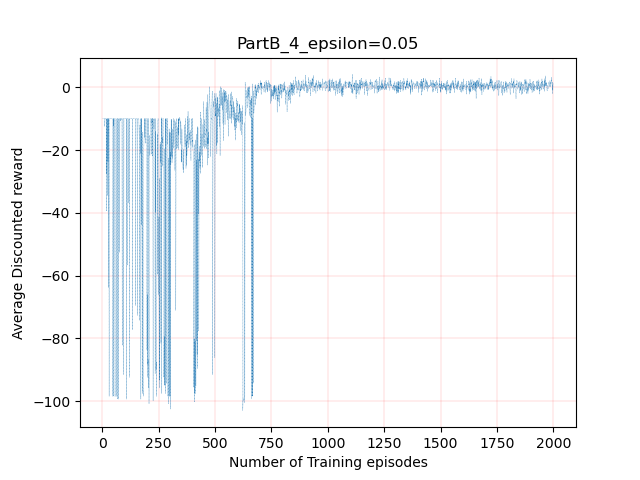 PartB_4_epsilon=0.05
Average Discounted reward
0
−20
−40
−60
−80
−100
0 250 500 750 1000 1250 1500 1750 2000
Number of Training episodes